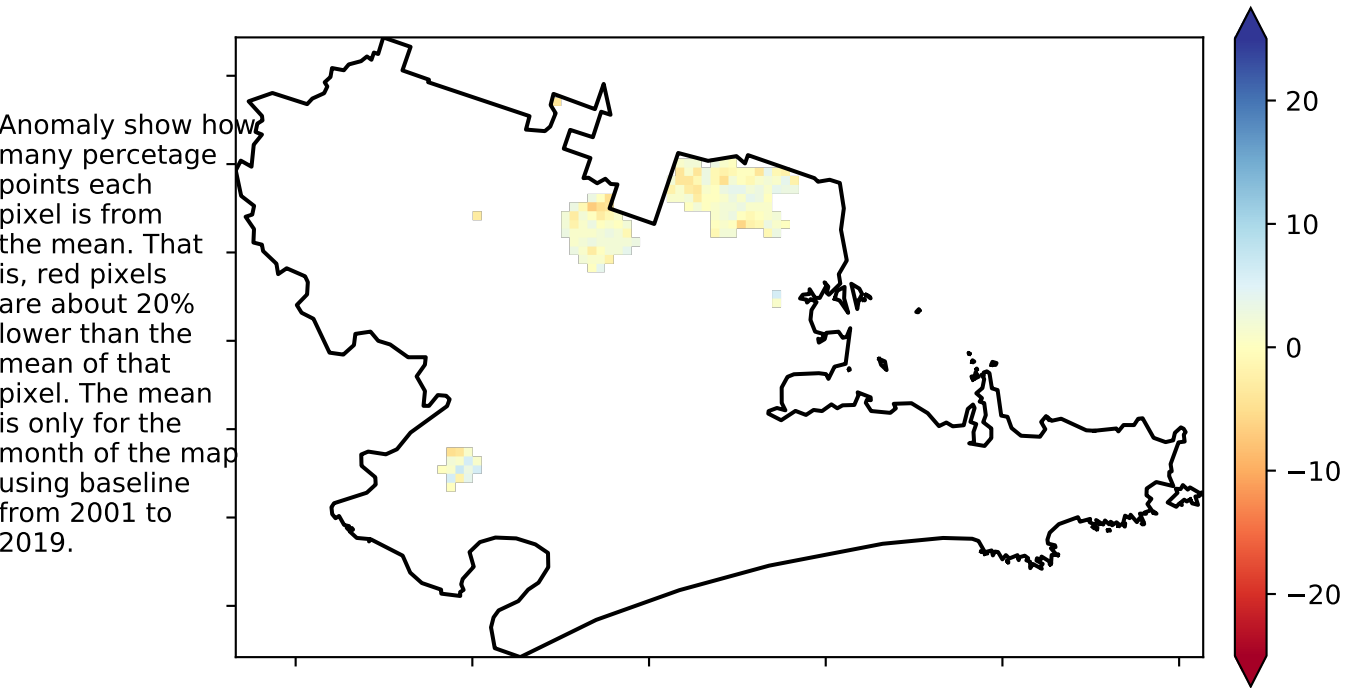 Anomaly show how
many percetage
points each
pixel is from
the mean. That
is, red pixels
are about 20%
lower than the
mean of that
pixel. The mean
is only for the
month of the map
using baseline
from 2001 to
2019.
20
10
0
−10
−20